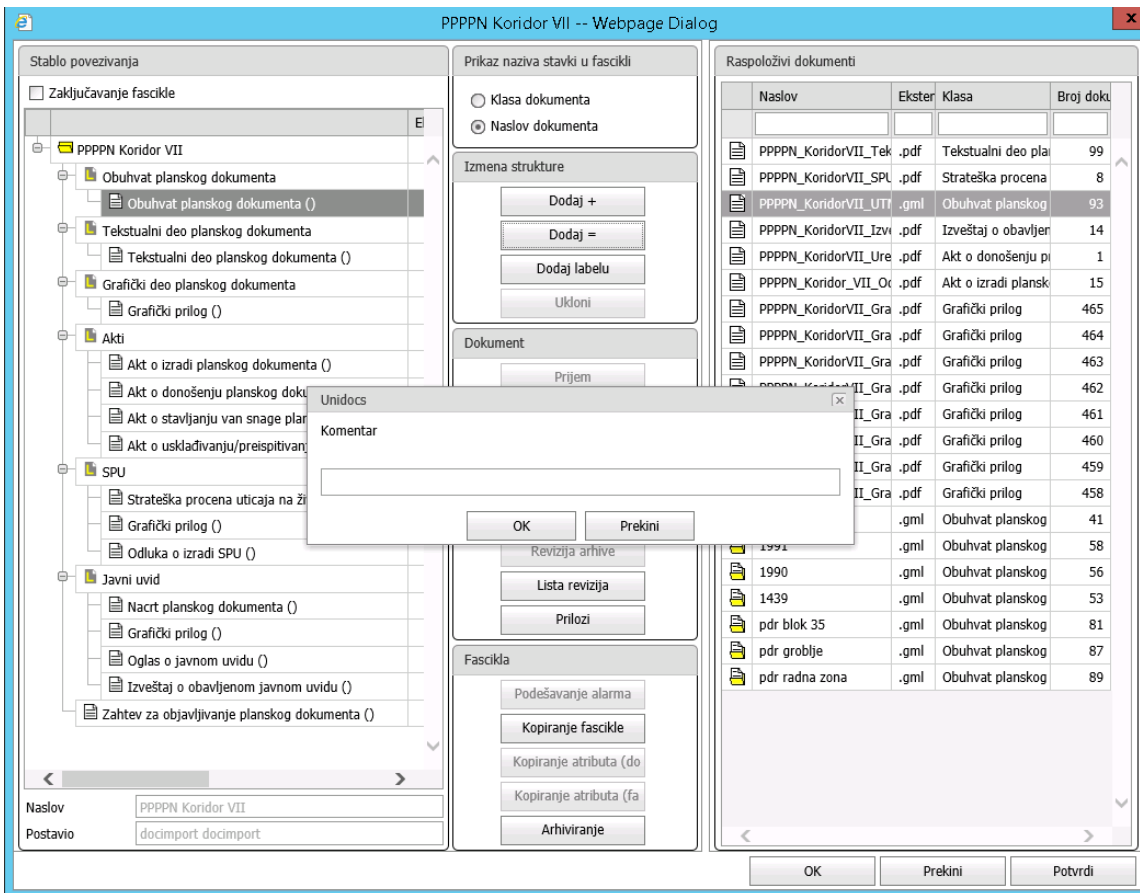 PPPPN Koridor VII -- Webpage Dialog
x
Stablo povezivanja
Zaključavanje fascikle
El
PPPPN Koridor VII
Obuhvat planskog dokumenta
Obuhvat planskog dokumenta ()
Tekstualni deo planskog dokumenta
Tekstualni deo planskog dokumenta ()
Grafički deo planskog dokumenta
Grafički prilog ()
Akti
Akt o izradi planskog dokumenta ()
Akt o donošenju planskog doku
Akt o stavljanju van snage plan
Akt o usklađivanju/preispitivanj
SPU
Strateška procena uticaja na ži
Grafički prilog ()
Odluka o izradi SPU ()
Javni uvid
Nacrt planskog dokumenta ()
Grafički prilog ()
Oglas o javnom uvidu ()
Izveštaj o obavljenom javnom uvidu ()
Zahtev za objavljivanje planskog dokumenta ()
Naslov PPPPN Koridor VII
Postavio docimport docimport
Prikaz naziva stavki u fascikli
Klasa dokumenta
Naslov dokumenta
Izmena strukture
Dodaj +
Dodaj =
Dodaj labelu
Ukloni
Dokument
Prijem
Unidocs
Komentar
OK Prekini
Revizija arhive
Lista revizija
Prilozi
Fascikla
Podešavanje alarma
Kopiranje fascikle
Kopiranje atributa (do
Kopiranje atributa (fa
Arhiviranje
Raspoloživi dokumenti
Naslov Ekster Klasa Broj doku
PPPPN_KoridorVII_Tek .pdf Tekstualni deo plan 99
PPPPN_KoridorVII_SPU .pdf Strateška procena 8
PPPPN_KoridorVII_UTM .gml Obuhvat planskog 93
PPPPN_KoridorVII_Izve .pdf Izveštaj o obavljen 14
PPPPN_KoridorVII_Ure .pdf Akt o donošenju pr 1
PPPPN_Koridor_VII_Oc .pdf Akt o izradi plansk 15
PPPPN_KoridorVII_Gra .pdf Grafički prilog 465
PPPPN_KoridorVII_Gra .pdf Grafički prilog 464
PPPPN_KoridorVII_Gra .pdf Grafički prilog 463
PPPPN_KoridorVII_Gra .pdf Grafički prilog 462
II_Gra .pdf Grafički prilog 461
II_Gra .pdf Grafički prilog 460
II_Gra .pdf Grafički prilog 459
II_Gra .pdf Grafički prilog 458
.gml Obuhvat planskog 41
1991 .gml Obuhvat planskog 58
1990 .gml Obuhvat planskog 56
1439 .gml Obuhvat planskog 53
pdr blok 35 .gml Obuhvat planskog 81
pdr groblje .gml Obuhvat planskog 87
pdr radna zona .gml Obuhvat planskog 89
OK Prekini Potvrdi